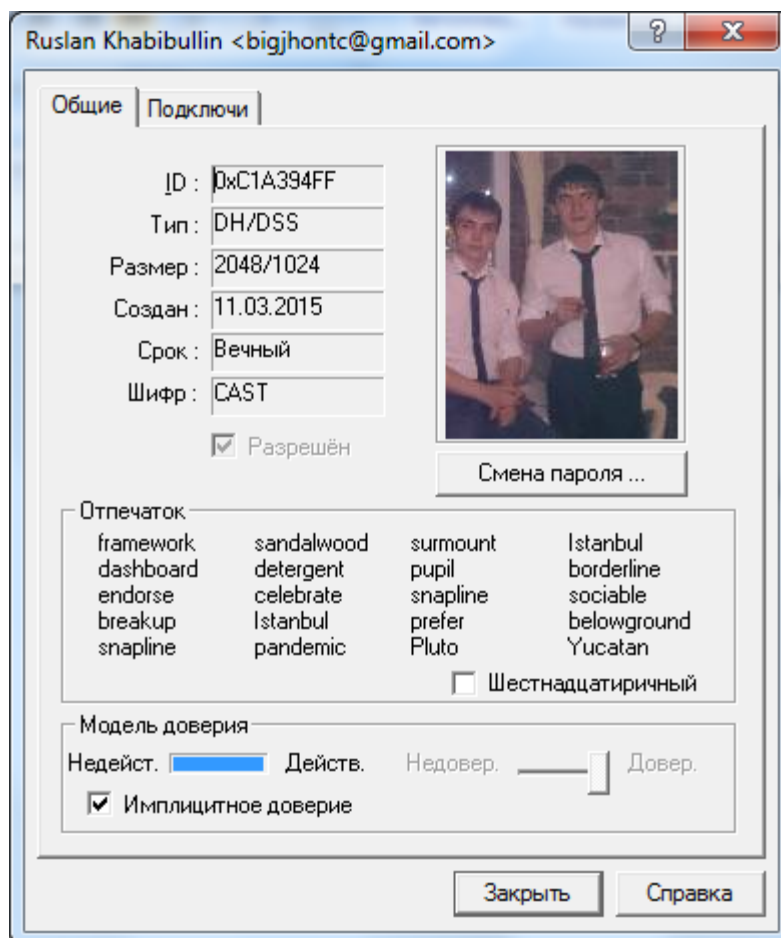 Ruslan Khabibullin <bigjhontc@gmail.com>
Общие Подключи
ID : 0xC1A394FF
Тип : DH/DSS
Размер : 2048/1024
Создан : 11.03.2015
Срок : Вечный
Шифр : CAST
Разрешён
Смена пароля ...
Отпечаток
framework sandalwood surmount Istanbul
dashboard detergent pupil borderline
endorse celebrate snapline sociable
breakup Istanbul prefer belowground
snapline pandemic Pluto Yucatan
Шестнадцатиричный
Модель доверия
Недейст. Действ. Недовер. Довер.
Имплицитное доверие
Закрыть Справка